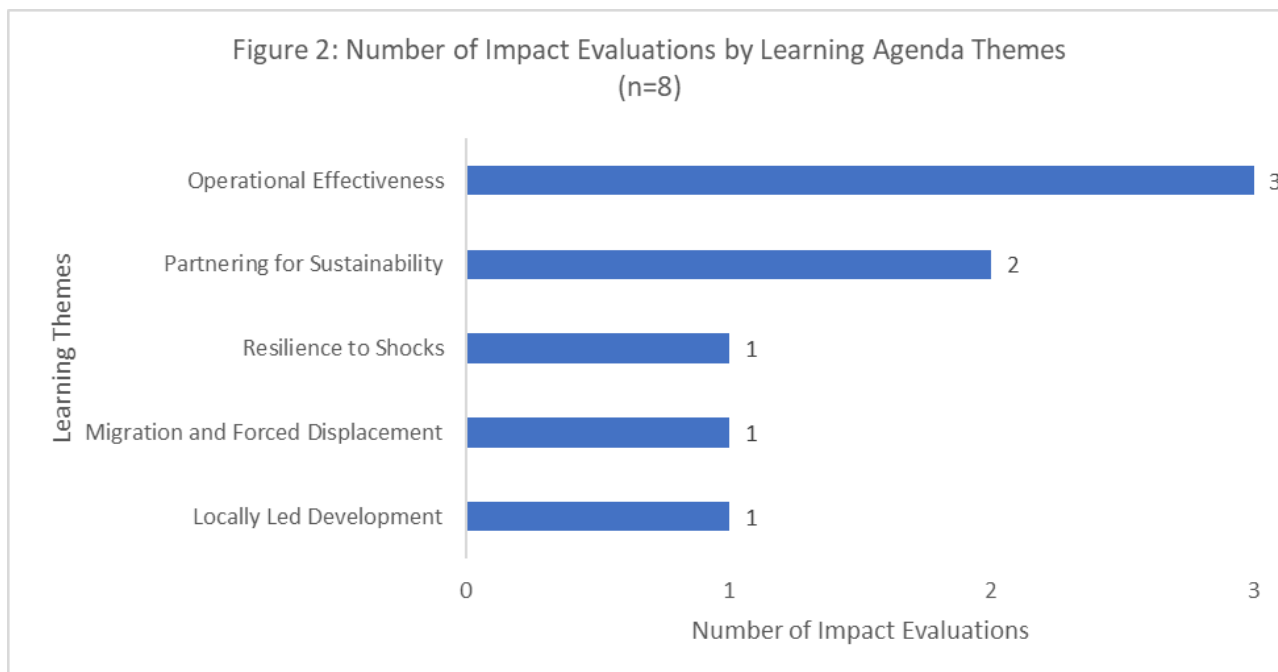 Figure 2: Number of Impact Evaluations by Learning Agenda Themes
(n=8)
Learning Themes
Operational Effectiveness
3
Partnering for Sustainability
2
Resilience to Shocks
1
Migration and Forced Displacement
1
Locally Led Development
1
0 1 2 3
Number of Impact Evaluations